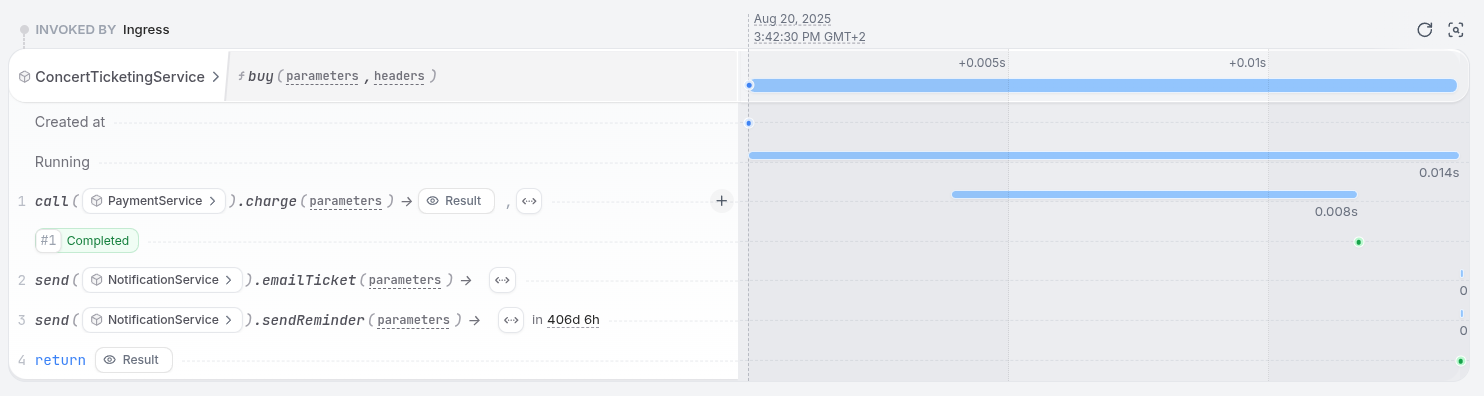 Aug 20, 2025
INVOKED BY Ingress
3:42:30 PM GMT+2
ConcertTicketingService > ƒ buy(parameters, headers)
+0.005s +0.01s
Created at
Running
0.014s
1 call( PaymentService > ).charge(parameters) → Result ,
0.008s
#1 Completed
2 send( NotificationService > ).emailTicket(parameters) →
0
3 send( NotificationService > ).sendReminder(parameters) → in 406d 6h
0
4 return Result